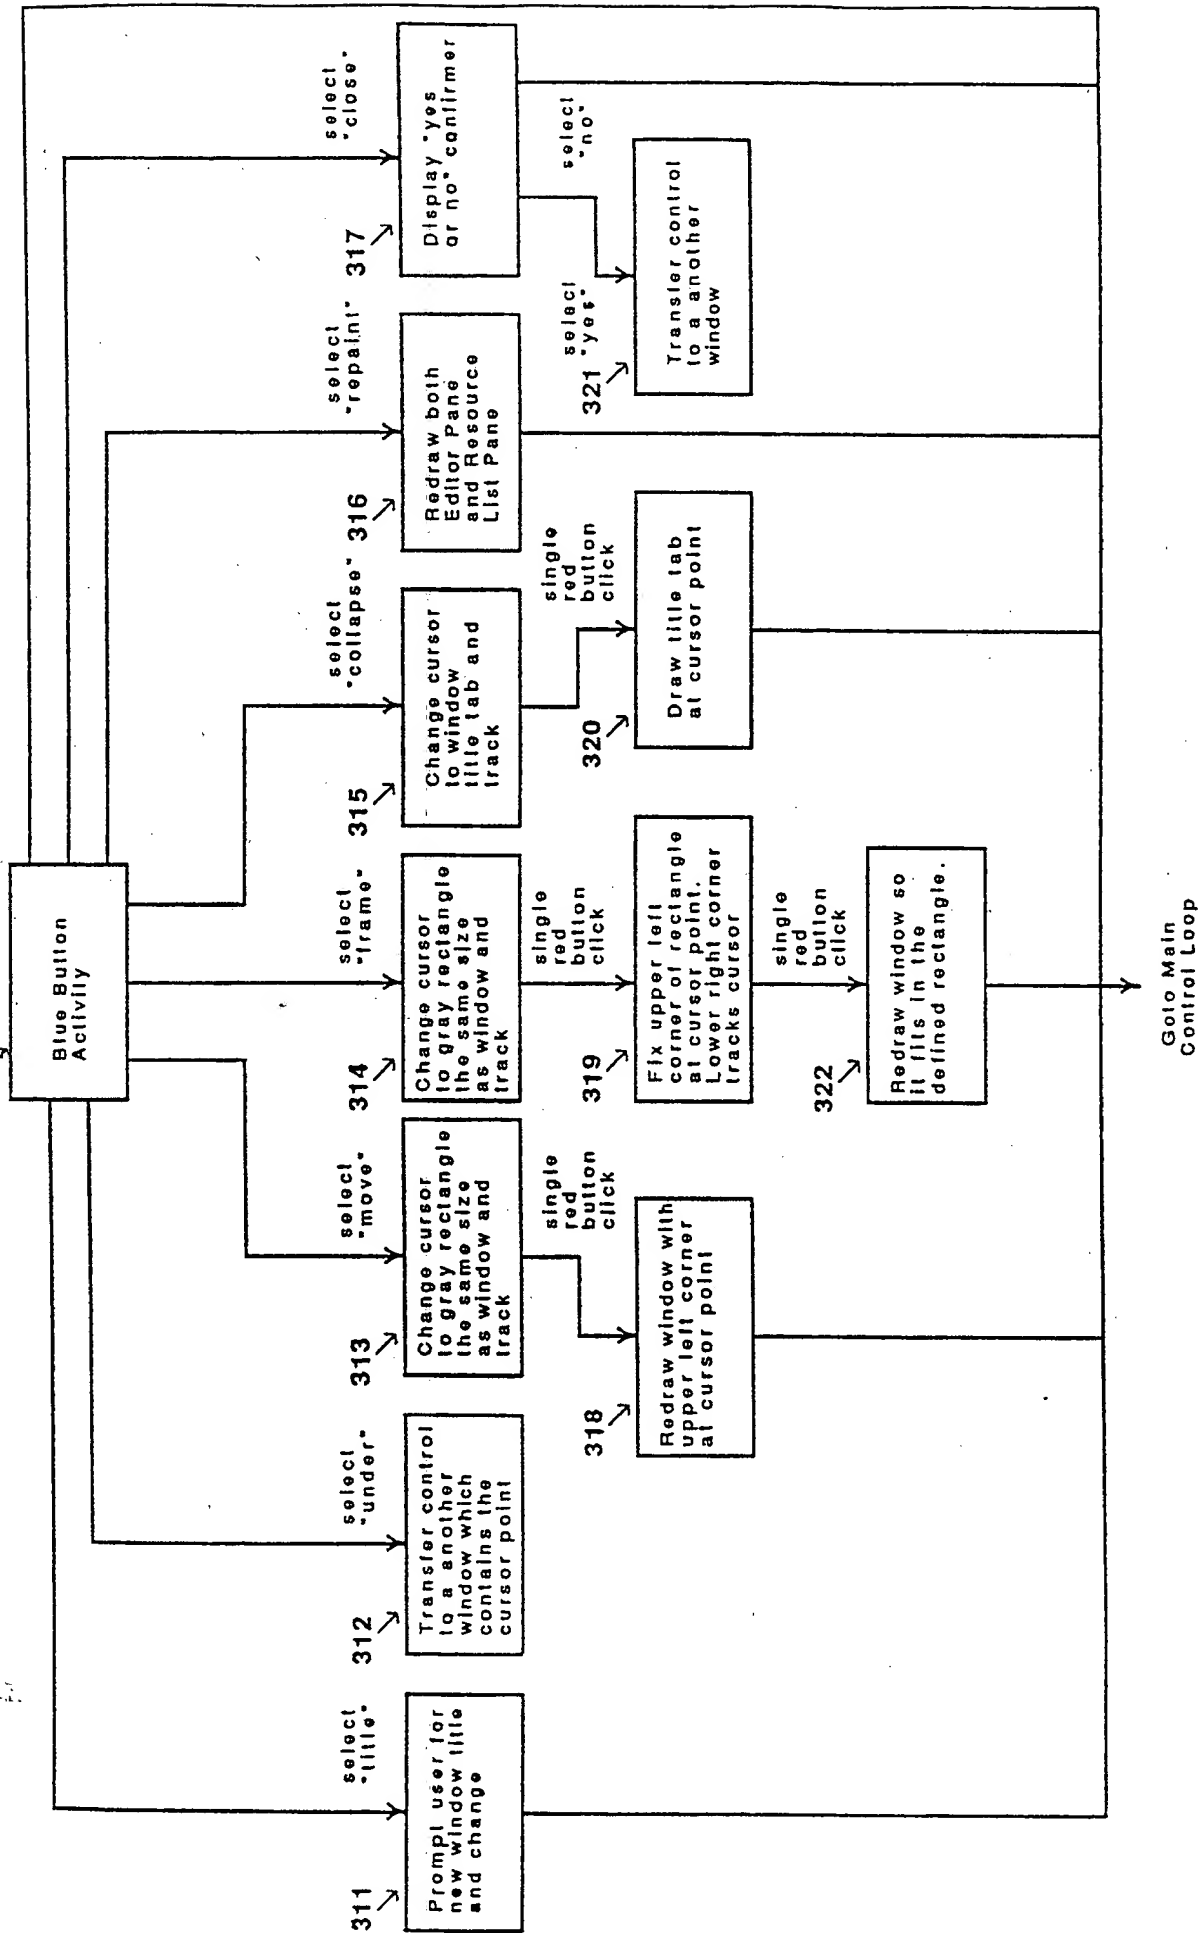 Blue Button
Activity
select
"title"
select
"under"
select
"move"
select
"frame"
select
"collapse"
select
"repaint"
select
"close"
311
Prompt user for
new window title
and change
312
Transfer control
to a another
window which
contains the
cursor point
313
Change cursor
to gray rectangle
the same size
as window and
track
314
Change cursor
to gray rectangle
the same size
as window and
track
315
Change cursor
to window
title tab and
track
316
Redraw both
Editor Pane
and Resource
List Pane
317
Display "yes
or no" confirmer
single
red
button
click
single
red
button
click
single
red
button
click
select
"yes"
select
"no"
318
Redraw window with
upper left corner
at cursor point
319
Fix upper left
corner of rectangle
at cursor point.
Lower right corner
tracks cursor
320
Draw title tab
at cursor point
321
Transfer control
to a another
window
single
red
button
click
322
Redraw window so
it fits in the
defined rectangle.
Goto Main
Control Loop